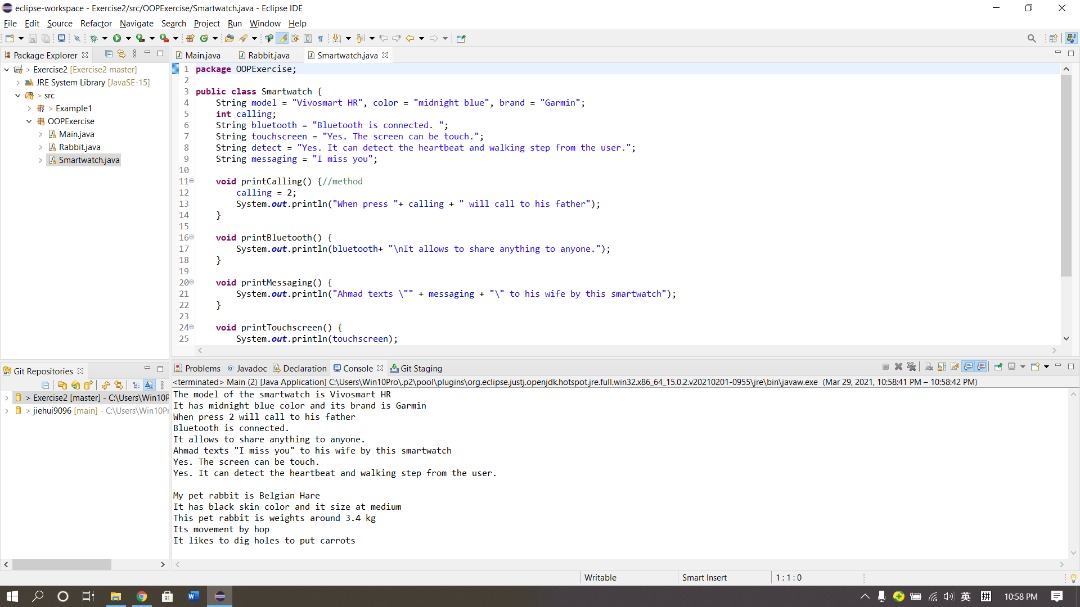 eclipse-workspace - Exercise2/src/OOPExercise/Smartwatch.java - Eclipse IDE
File Edit Source Refactor Navigate Search Project Run Window Help
Package Explorer
Main.java Rabbit.java Smartwatch.java
> Exercise2 [Exercise2 master]
JRE System Library [JavaSE-15]
> src
> Example1
OOPExercise
Main.java
Rabbit.java
Smartwatch.java
1 package OOPExercise;
2
3 public class Smartwatch {
4 String model = "Vivosmart HR", color = "midnight blue", brand = "Garmin";
5 int calling;
6 String bluetooth = "Bluetooth is connected. ";
7 String touchscreen = "Yes. The screen can be touch.";
8 String detect = "Yes. It can detect the heartbeat and walking step from the user.";
9 String messaging = "I miss you";
10
11 void printCalling() {//method
12 calling = 2;
13 System.out.println("When press "+ calling + " will call to his father");
14 }
15
16 void printBluetooth() {
17 System.out.println(bluetooth+ "\nIt allows to share anything to anyone.");
18 }
19
20 void printMessaging() {
21 System.out.println("Ahmad texts \"" + messaging + "\" to his wife by this smartwatch");
22 }
23
24 void printTouchscreen() {
25 System.out.println(touchscreen);
Git Repositories
> Exercise2 [master] - C:\Users\Win10P
> jiehui9096 [main] - C:\Users\Win10Pr
Problems Javadoc Declaration Console Git Staging
<terminated> Main (2) [Java Application] C:\Users\Win10Pro\.p2\pool\plugins\org.eclipse.justj.openjdk.hotspot.jre.full.win32.x86_64_15.0.2.v20210201-0955\jre\bin\javaw.exe (Mar 29, 2021, 10:58:41 PM – 10:58:42 PM)
The model of the smartwatch is Vivosmart HR
It has midnight blue color and its brand is Garmin
When press 2 will call to his father
Bluetooth is connected.
It allows to share anything to anyone.
Ahmad texts "I miss you" to his wife by this smartwatch
Yes. The screen can be touch.
Yes. It can detect the heartbeat and walking step from the user.
My pet rabbit is Belgian Hare
It has black skin color and it size at medium
This pet rabbit is weights around 3.4 kg
Its movement by hop
It likes to dig holes to put carrots
Writable Smart Insert 1 : 1 : 0
英 拼 10:58 PM